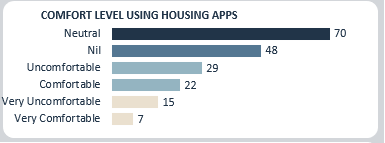 COMFORT LEVEL USING HOUSING APPS
Neutral 70
Nil 48
Uncomfortable 29
Comfortable 22
Very Uncomfortable 15
Very Comfortable 7